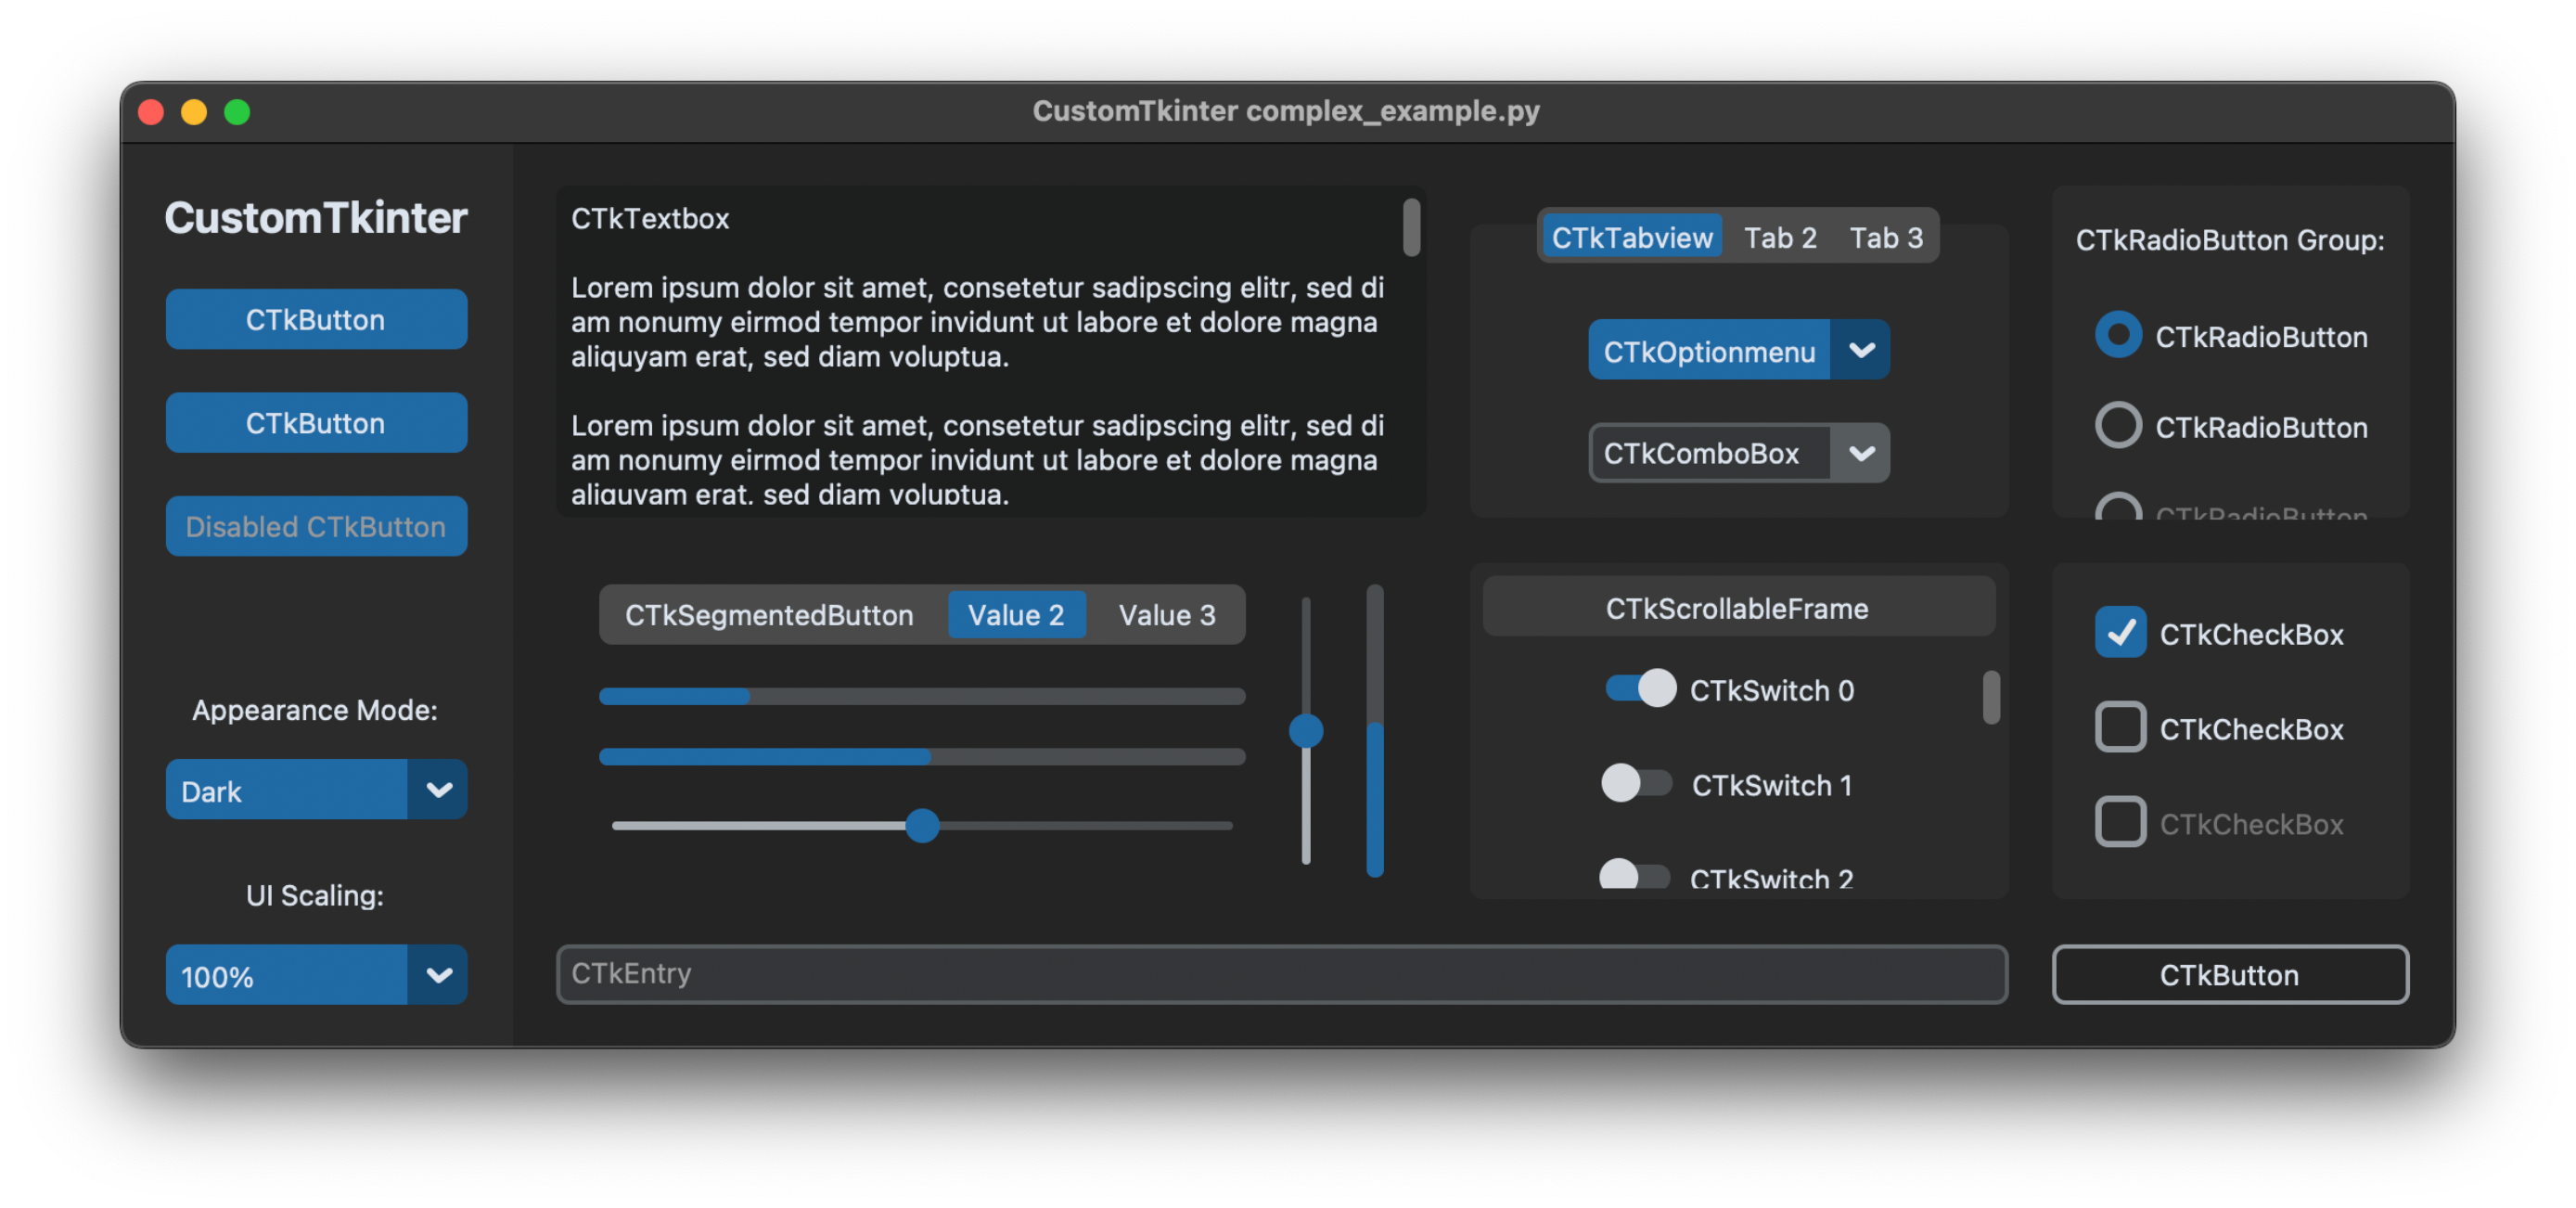 CustomTkinter complex_example.py
CustomTkinter
CTkButton
CTkButton
Disabled CTkButton
Appearance Mode:
Dark
UI Scaling:
100%
CTkTextbox
Lorem ipsum dolor sit amet, consetetur sadipscing elitr, sed di
am nonumy eirmod tempor invidunt ut labore et dolore magna
aliquyam erat, sed diam voluptua.
Lorem ipsum dolor sit amet, consetetur sadipscing elitr, sed di
am nonumy eirmod tempor invidunt ut labore et dolore magna
aliquyam erat, sed diam voluptua.
CTkTabview Tab 2 Tab 3
CTkOptionmenu
CTkComboBox
CTkRadioButton Group:
CTkRadioButton
CTkRadioButton
CTkRadioButton
CTkSegmentedButton Value 2 Value 3
CTkScrollableFrame
CTkSwitch 0
CTkSwitch 1
CTkSwitch 2
CTkCheckBox
CTkCheckBox
CTkCheckBox
CTkEntry
CTkButton